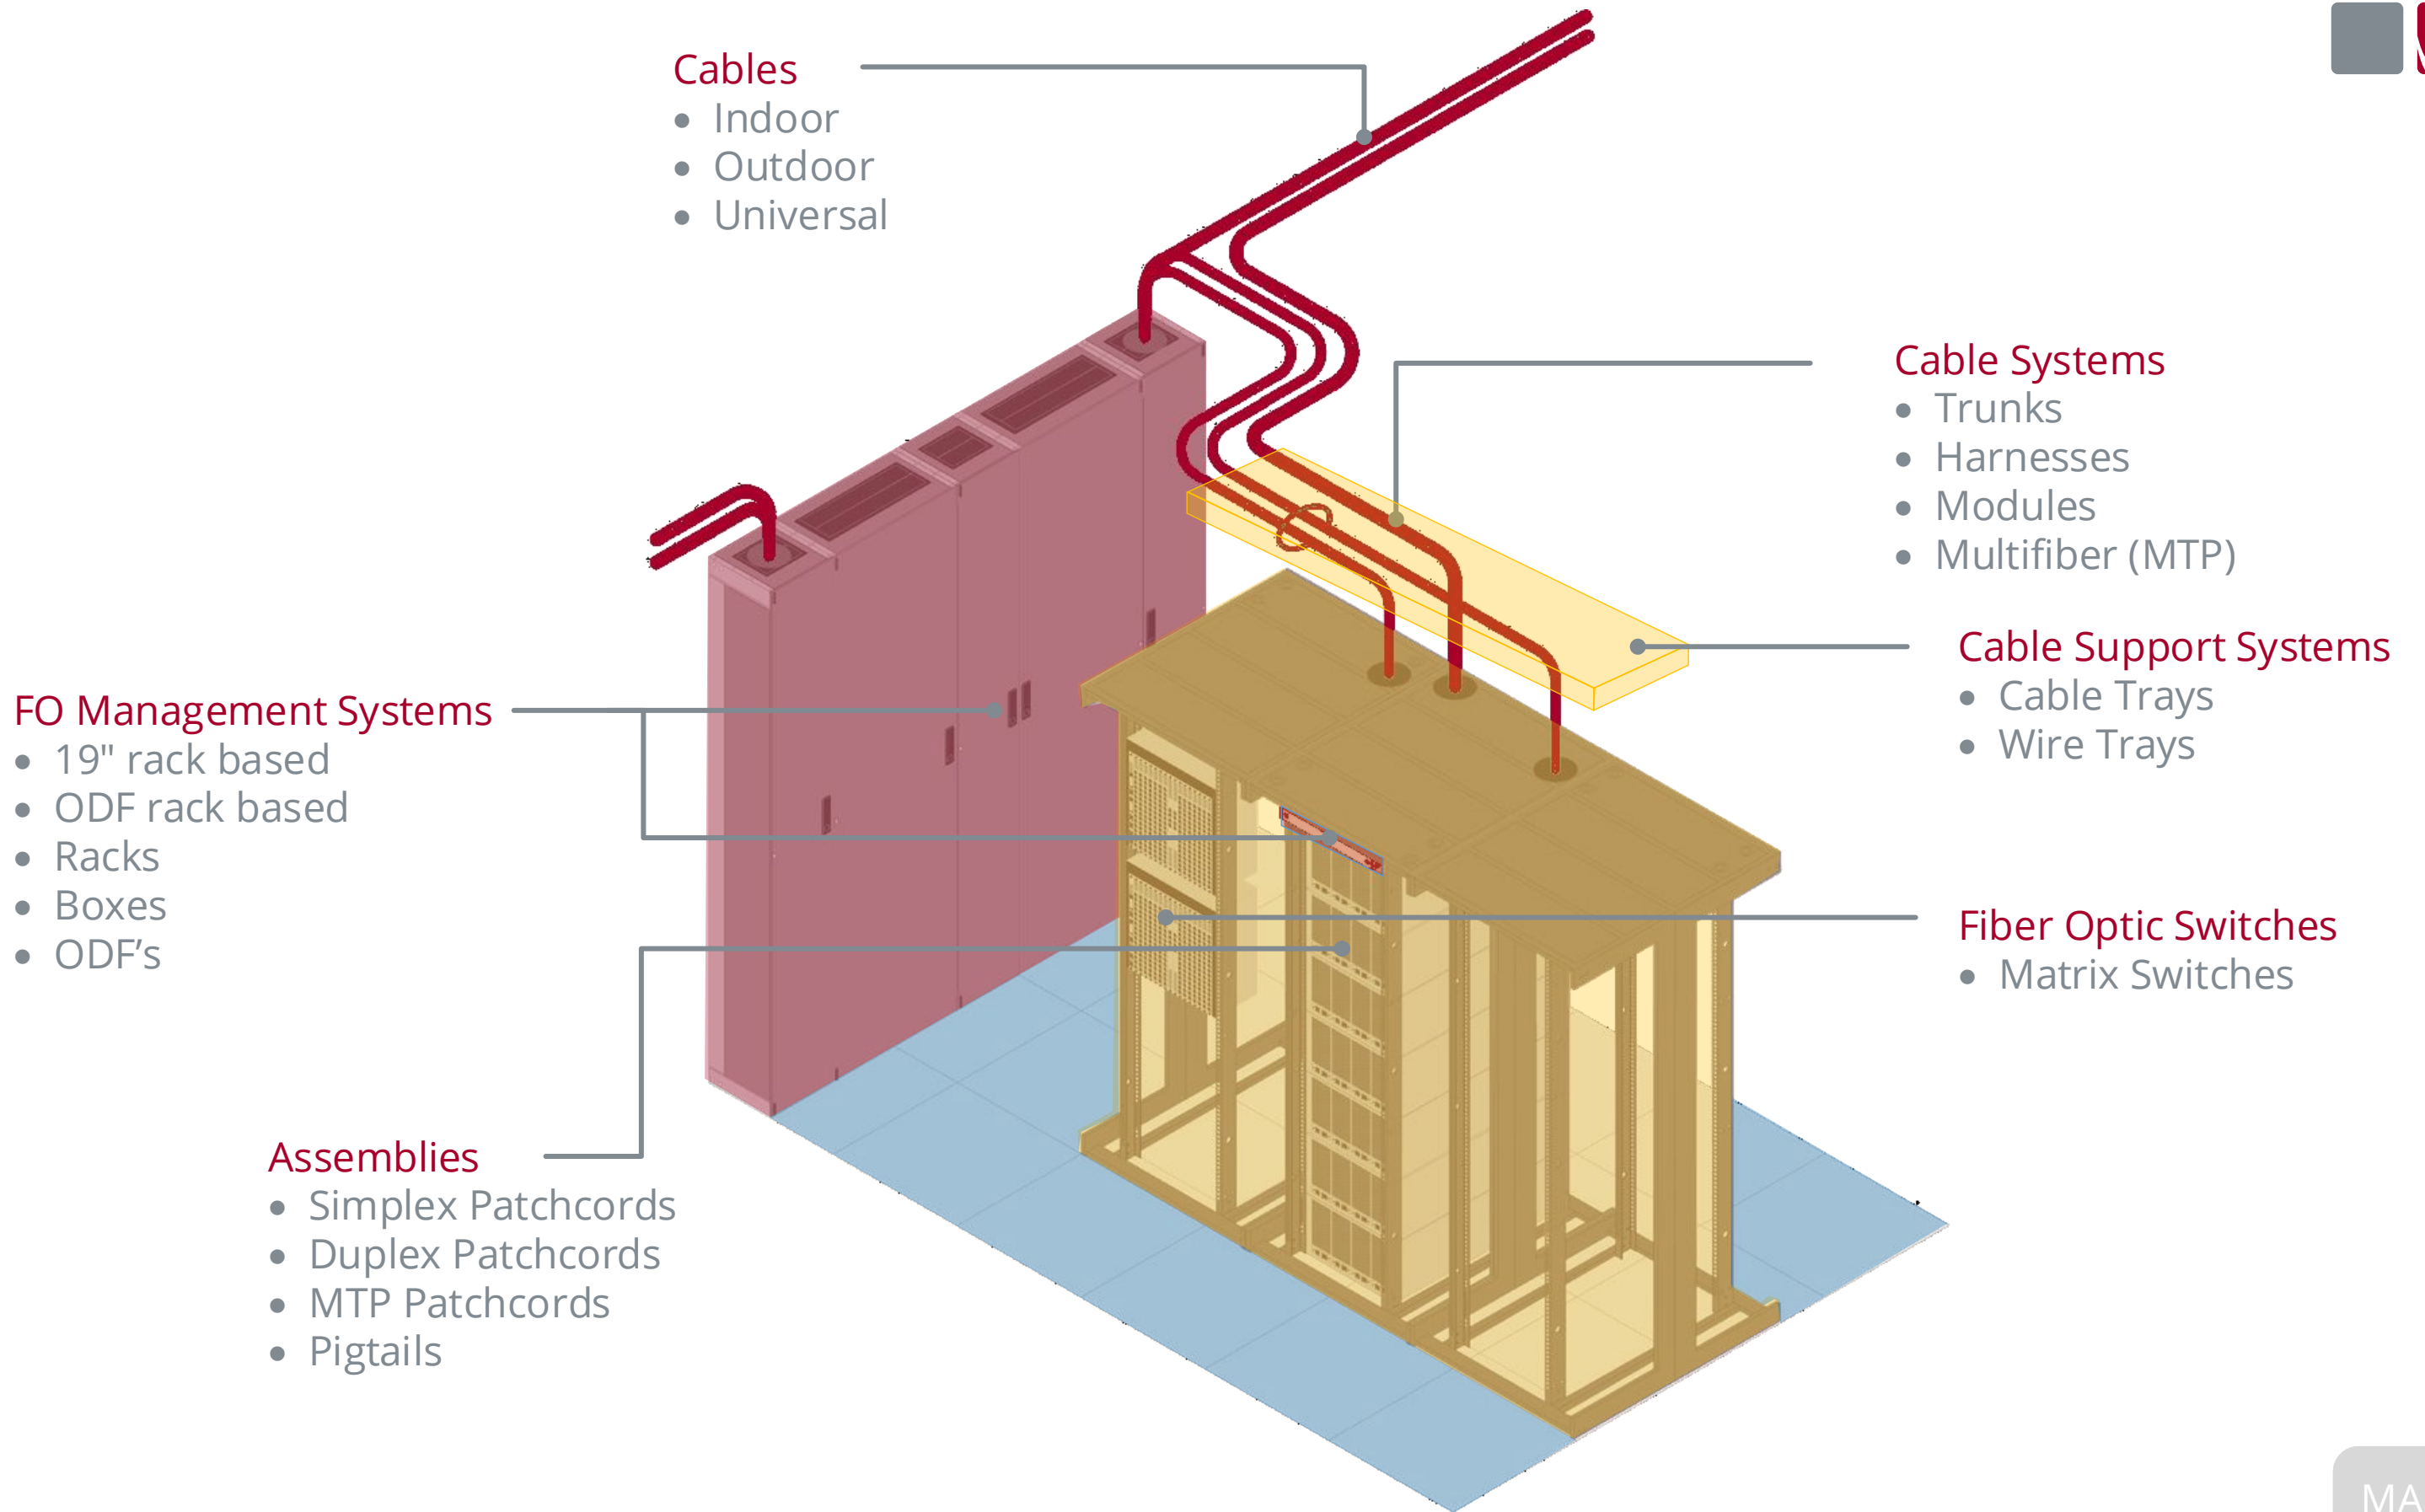 Cables
• Indoor
• Outdoor
• Universal
Cable Systems
• Trunks
• Harnesses
• Modules
• Multifiber (MTP)
Cable Support Systems
• Cable Trays
• Wire Trays
FO Management Systems
• 19" rack based
• ODF rack based
• Racks
• Boxes
• ODF’s
Fiber Optic Switches
• Matrix Switches
Assemblies
• Simplex Patchcords
• Duplex Patchcords
• MTP Patchcords
• Pigtails